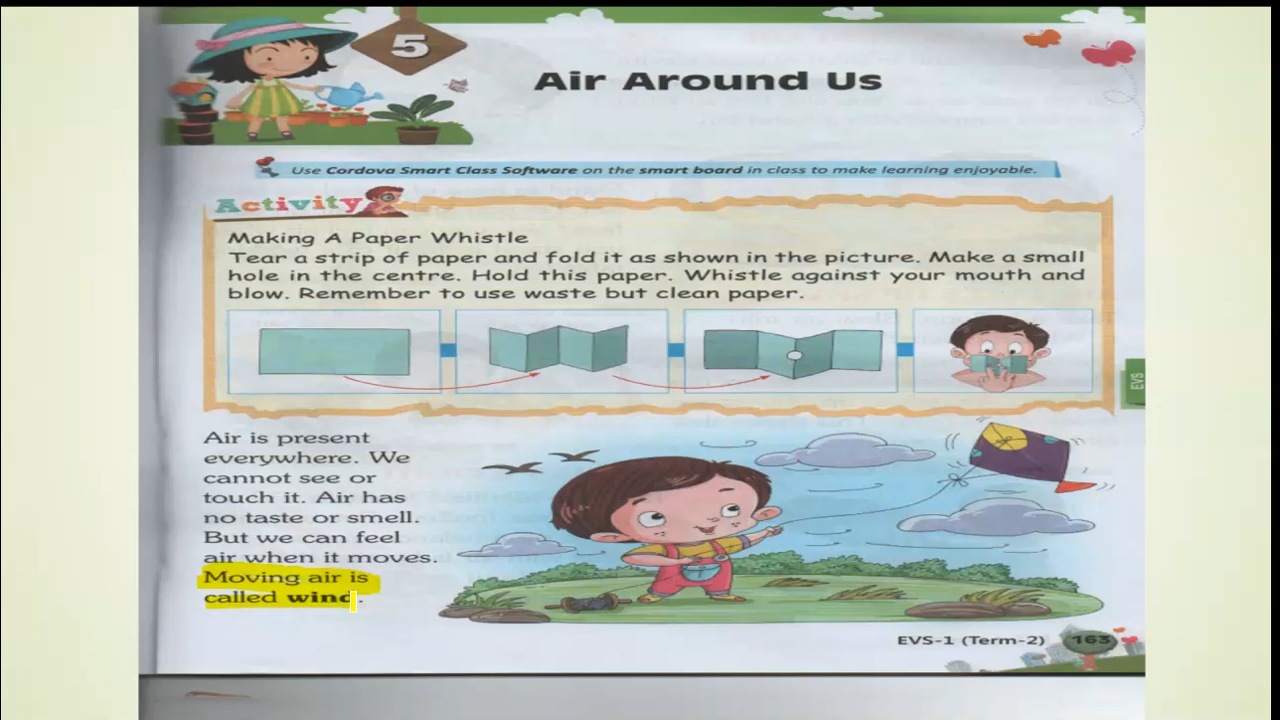 5
Air Around Us
Use Cordova Smart Class Software on the smart board in class to make learning enjoyable.
Activity
Making A Paper Whistle
Tear a strip of paper and fold it as shown in the picture. Make a small
hole in the centre. Hold this paper. Whistle against your mouth and
blow. Remember to use waste but clean paper.
EVS
Air is present
everywhere. We
cannot see or
touch it. Air has
no taste or smell.
But we can feel
air when it moves.
Moving air is
called wind.
EVS-1 (Term-2)
163